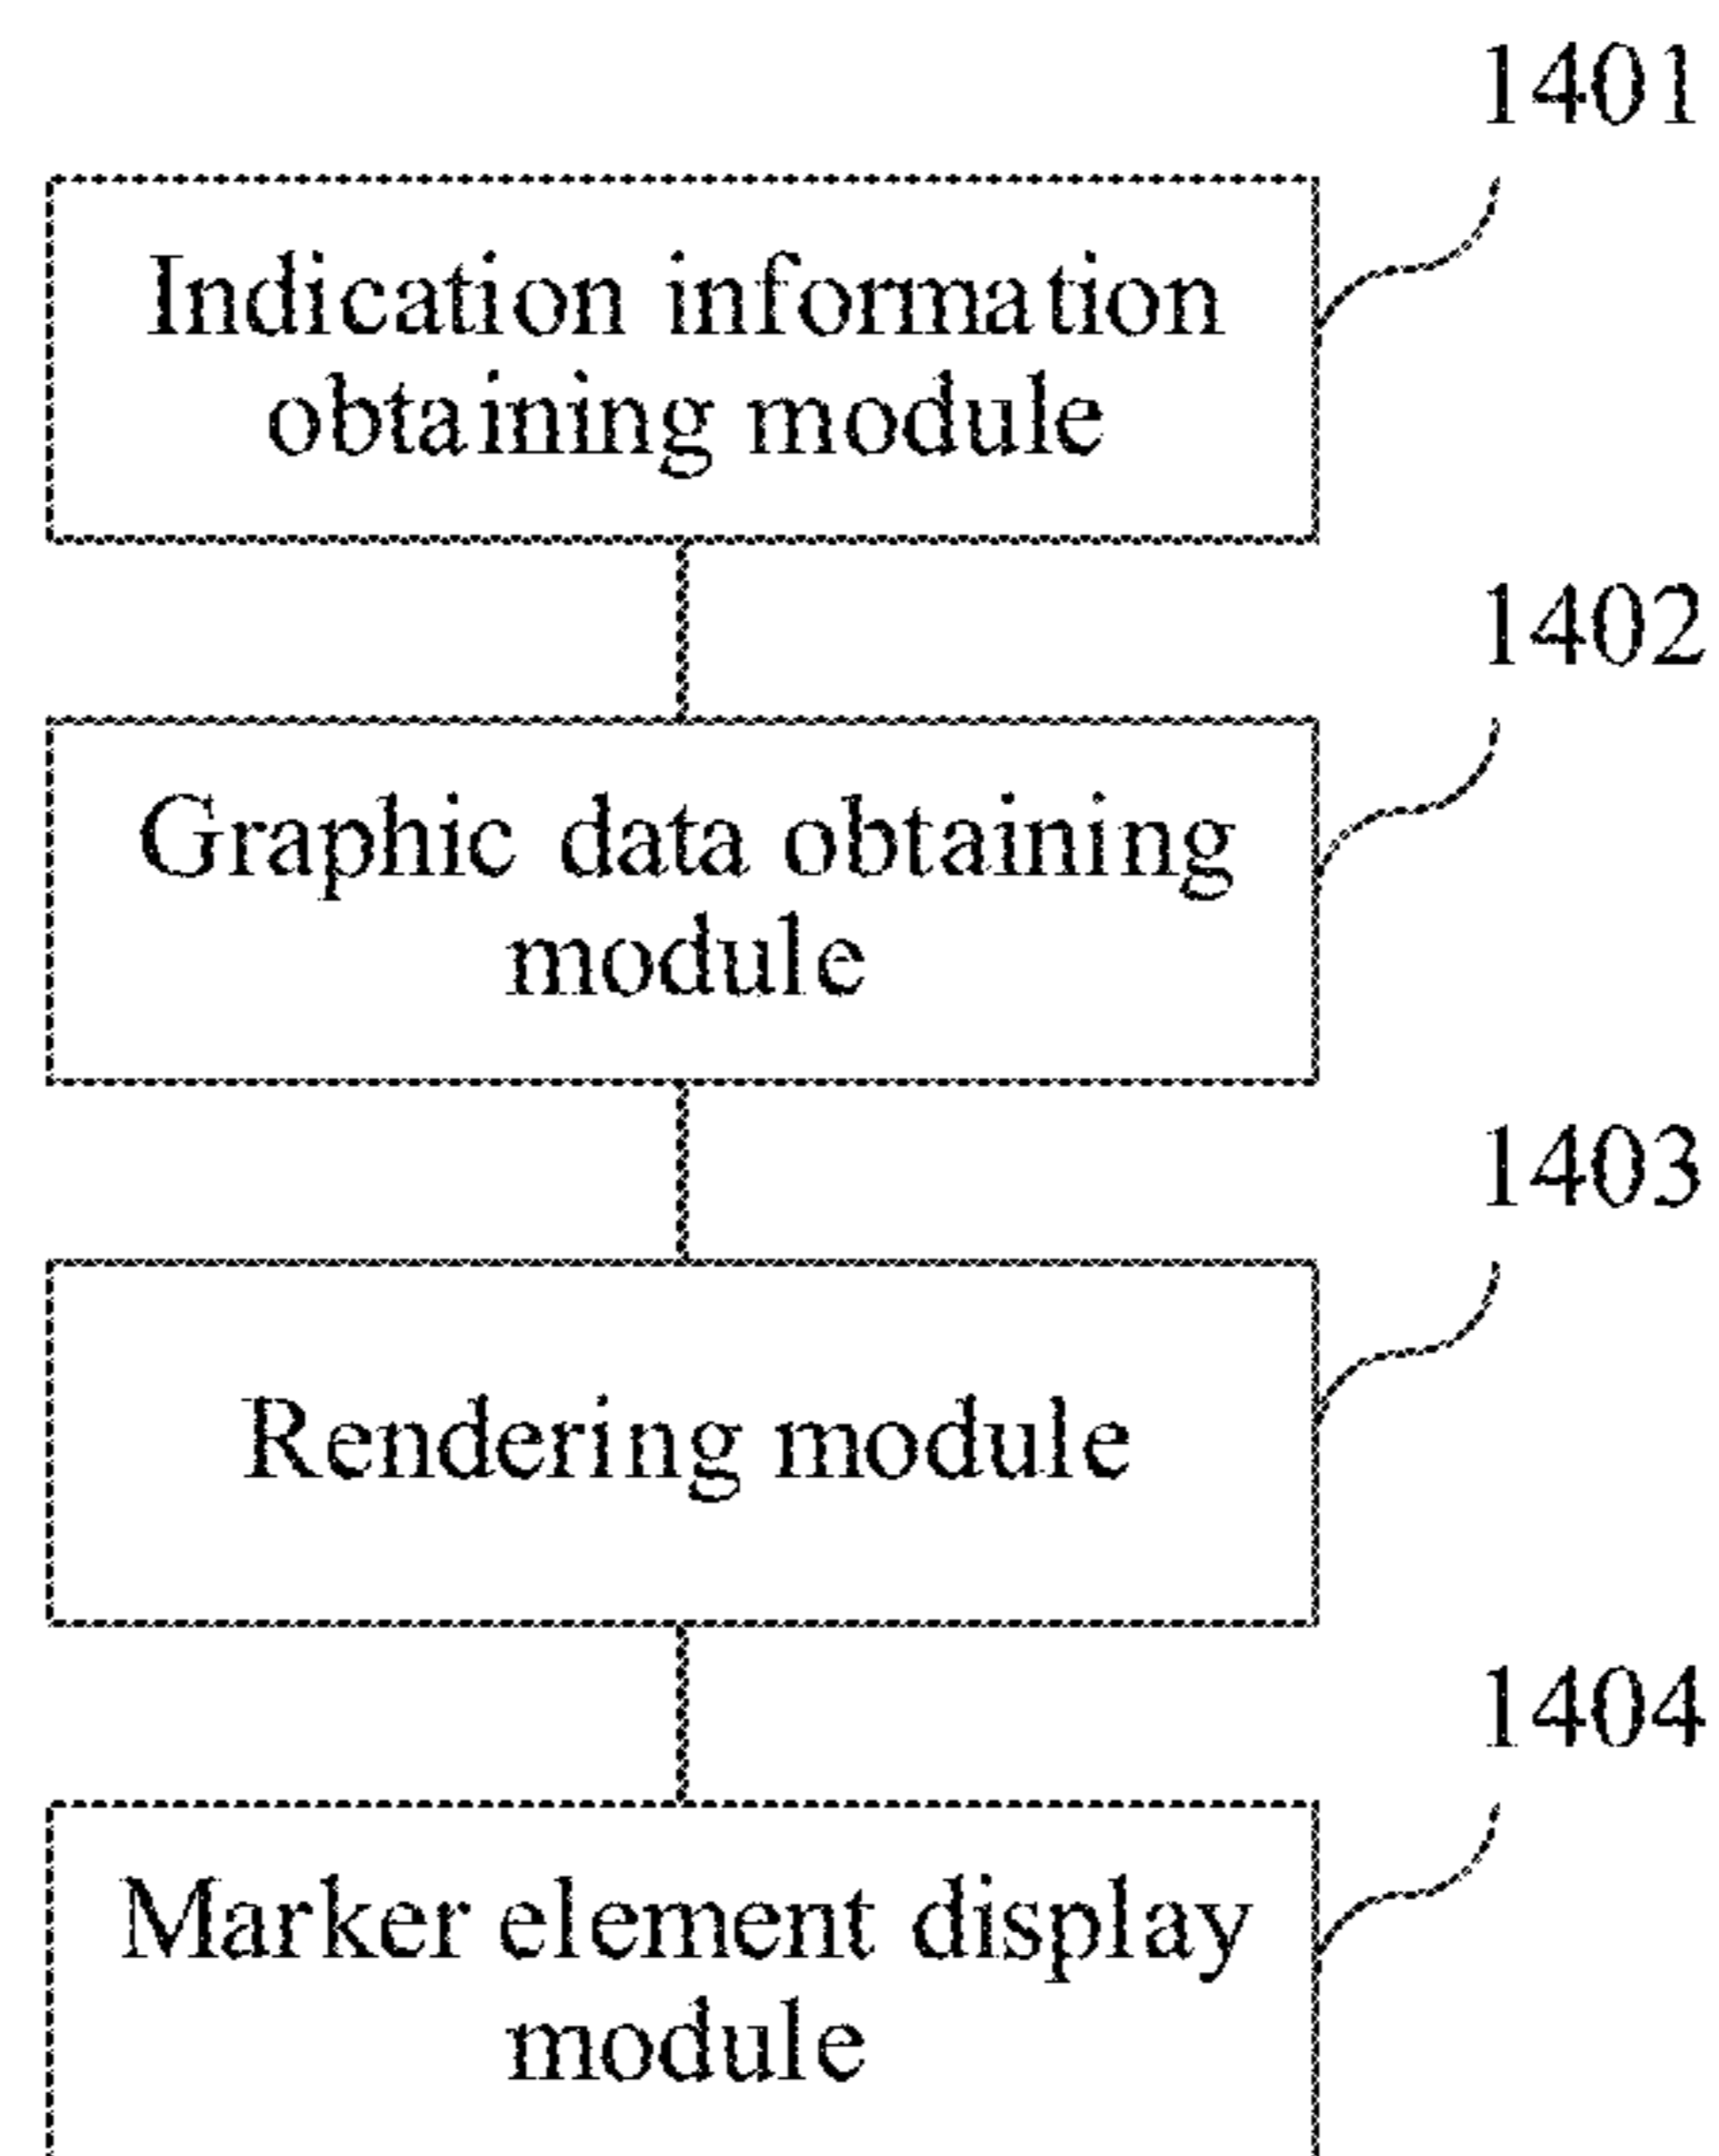 1401
Indication information
obtaining module
1402
Graphic data obtaining
module
1403
Rendering module
1404
Marker element display
module